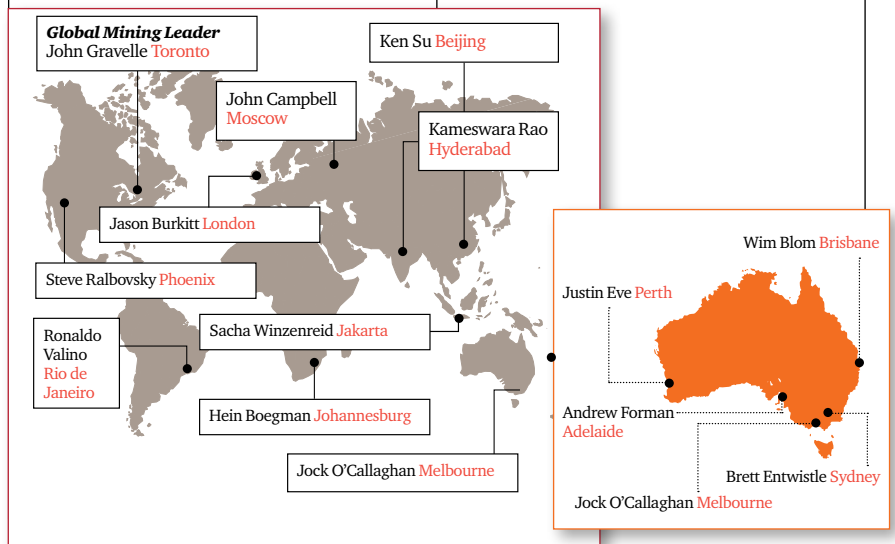 Global Mining Leader
John Gravelle Toronto
Ken Su Beijing
John Campbell
Moscow
Kameswara Rao
Hyderabad
Jason Burkitt London
Steve Ralbovsky Phoenix
Ronaldo
Valino
Rio de
Janeiro
Sacha Winzenreid Jakarta
Hein Boegman Johannesburg
Jock O'Callaghan Melbourne
Wim Blom Brisbane
Justin Eve Perth
Andrew Forman
Adelaide
Brett Entwistle Sydney
Jock O'Callaghan Melbourne